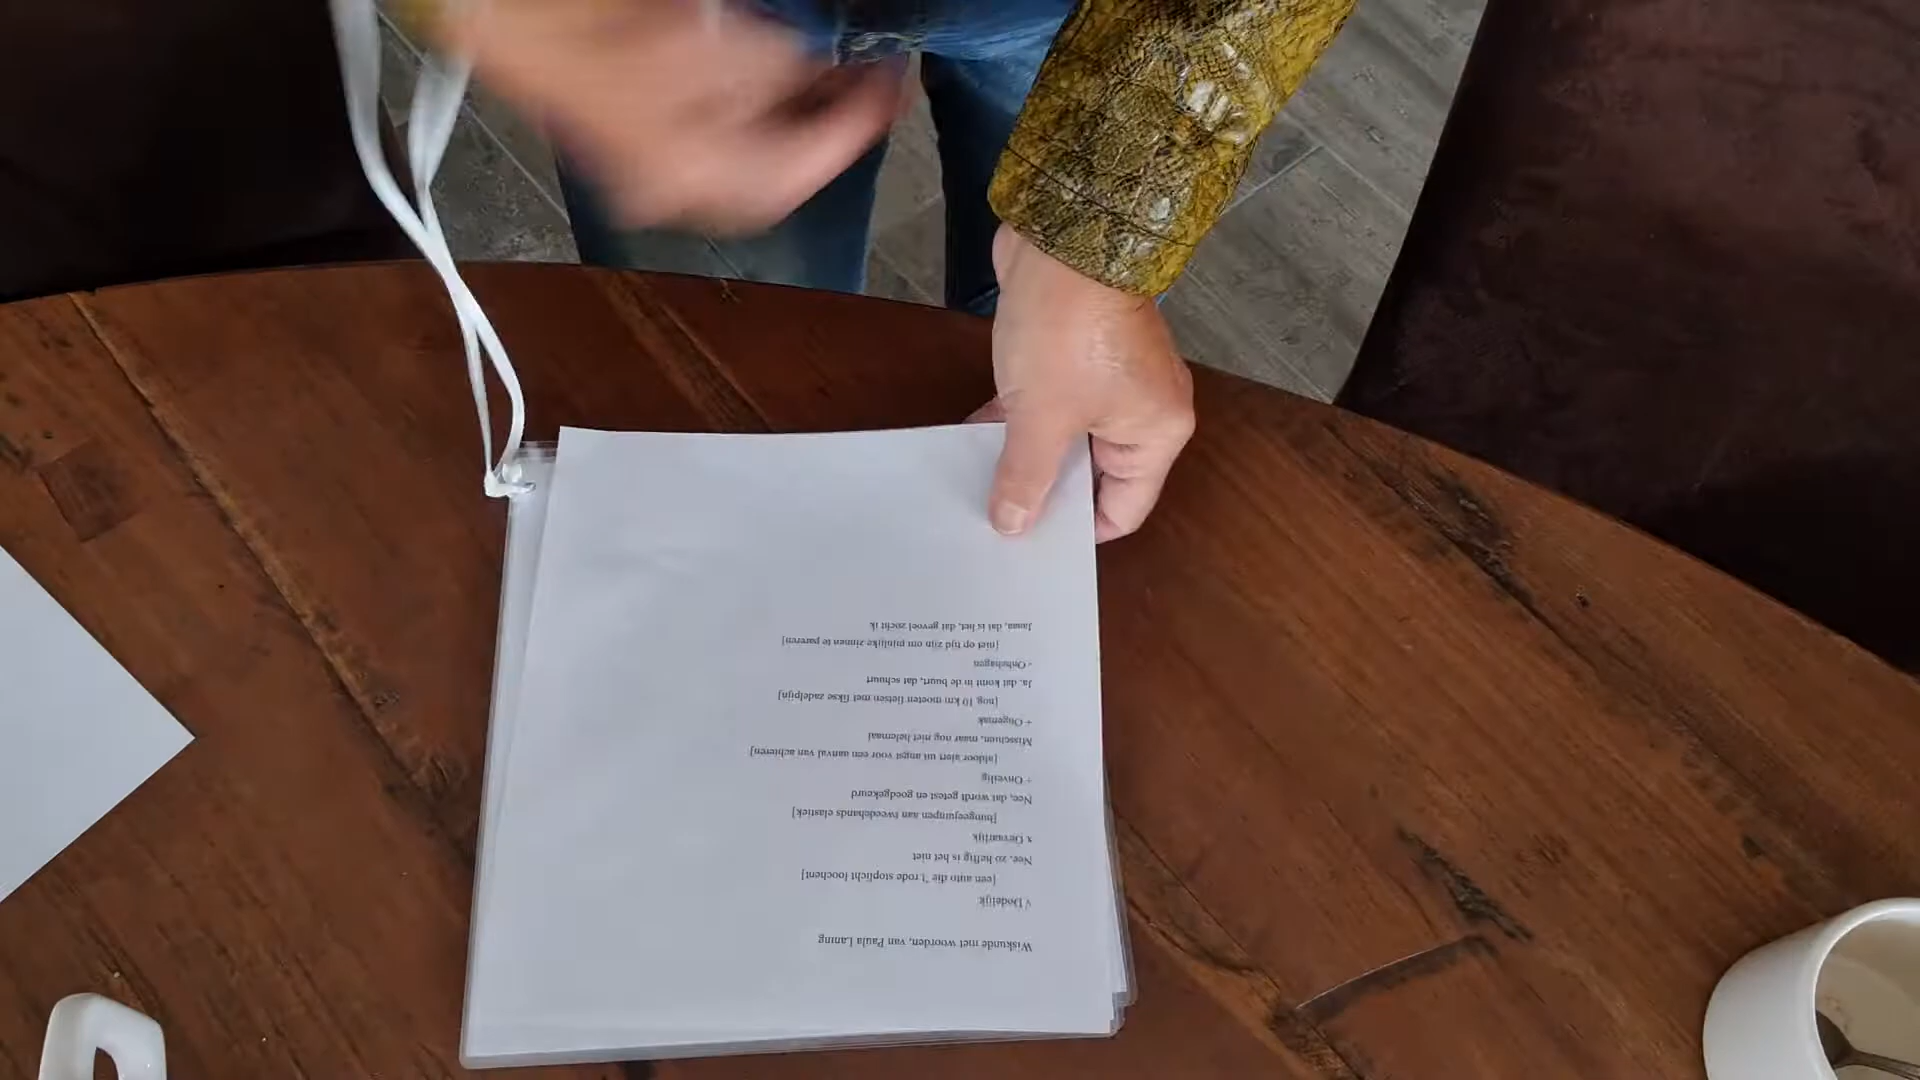 Wiskunde met woorden, van Paula Lanning
√ Dodelijk
[een auto die 't rode stoplicht foochent]
Nee, zo heftig is het niet
x Gevaarlijk
[bungeejumpen aan tweedehands elastiek]
Nee, dat wordt getest en goedgekeurd
÷ Onveilig
[aldoor alert uit angst voor een aanval van achteren]
Misschien, maar nog niet helemaal
+ Ongemak
[nog 10 km moeten fietsen met fikse zadelpijn]
Ja, dat komt in de buurt, dat schuurt
- Onbehagen
[niet op tijd zijn om pijnlijke zinnen te pareren]
Jaaaa, dat is het, dat gevoel zocht ik